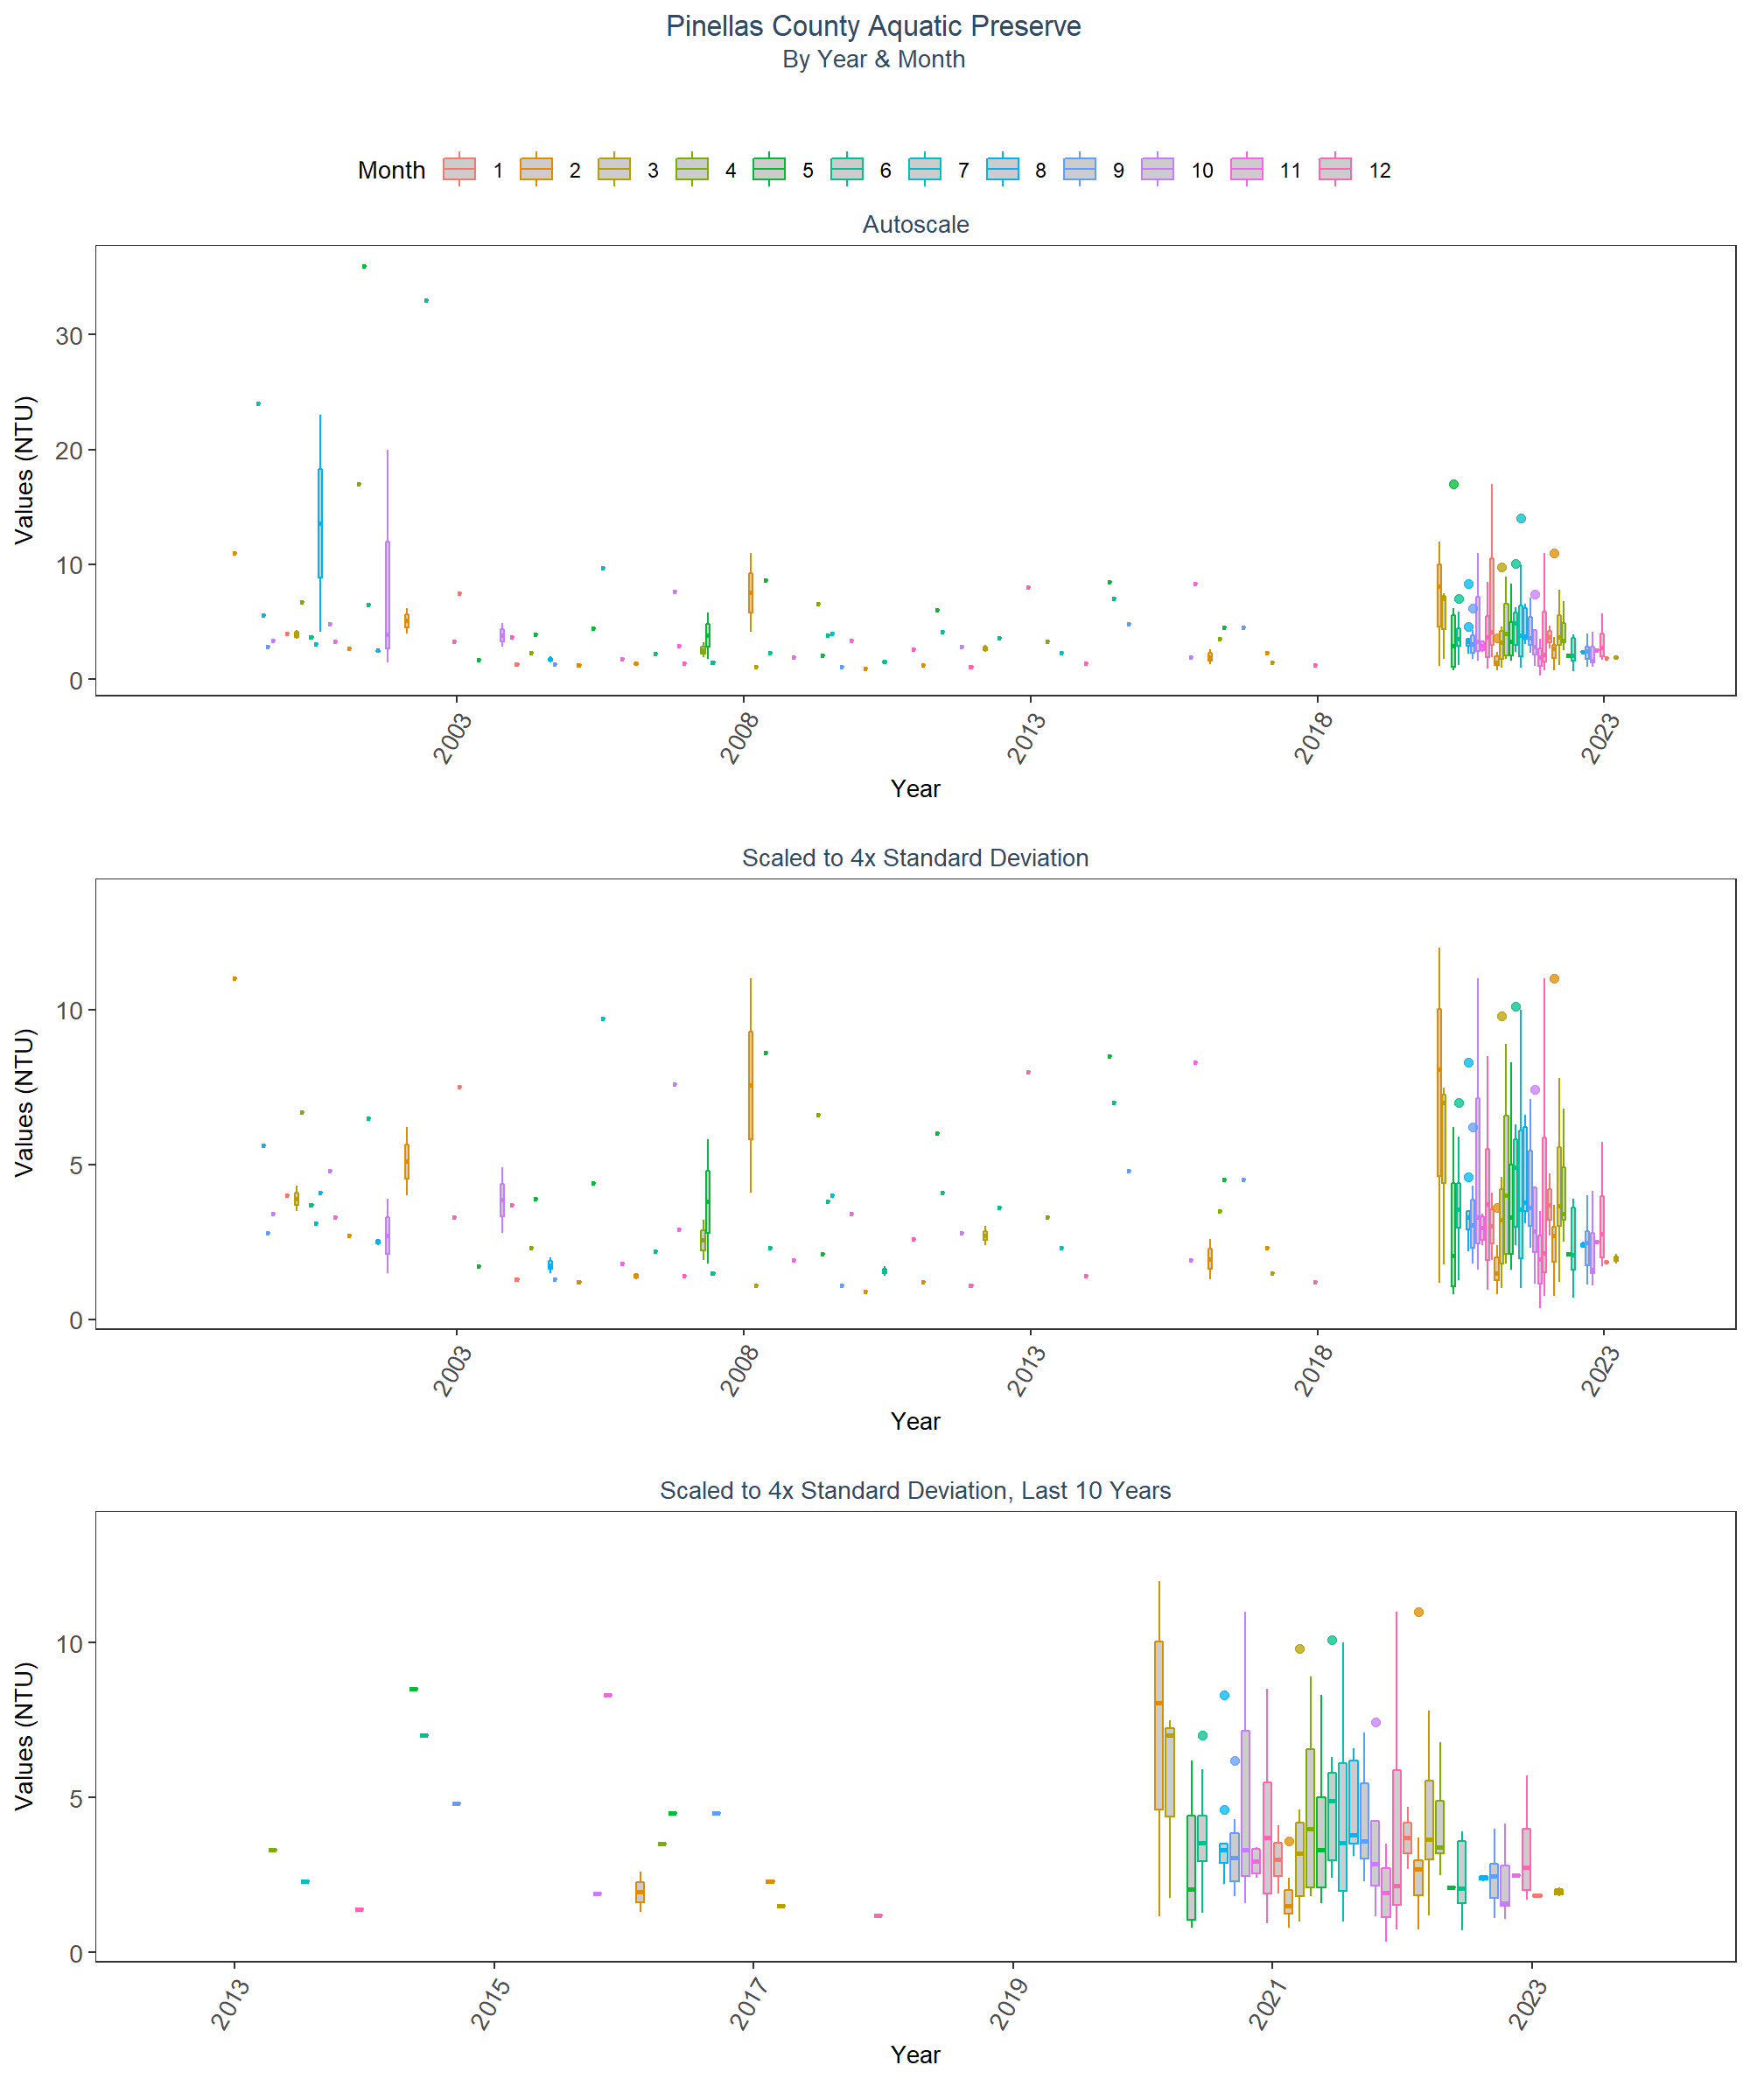 Pinellas County Aquatic Preserve
By Year & Month
Month 1 2 3 4 5 6 7 8 9 10 11 12
Autoscale
Values (NTU)
30
20
10
0
2003 2008 2013 2018 2023
Year
Scaled to 4x Standard Deviation
Values (NTU)
10
5
0
2003 2008 2013 2018 2023
Year
Scaled to 4x Standard Deviation, Last 10 Years
Values (NTU)
10
5
0
2013 2015 2017 2019 2021 2023
Year